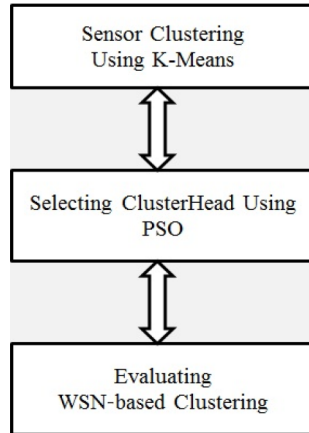 Sensor Clustering
Using K-Means
Selecting ClusterHead Using
PSO
Evaluating
WSN-based Clustering